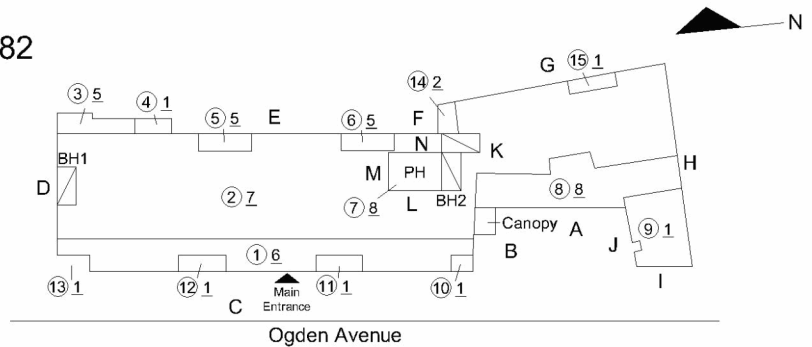 N
82
G 15 1
14 2
3 5
4 1
5 5
E
6 5
F
N
K
BH1
M
PH
H
D
2 7
8 8
7 8
L
BH2
Canopy
A
9 1
B
J
1 6
I
13 1
12 1
Main
Entrance
11 1
10 1
C
Ogden Avenue